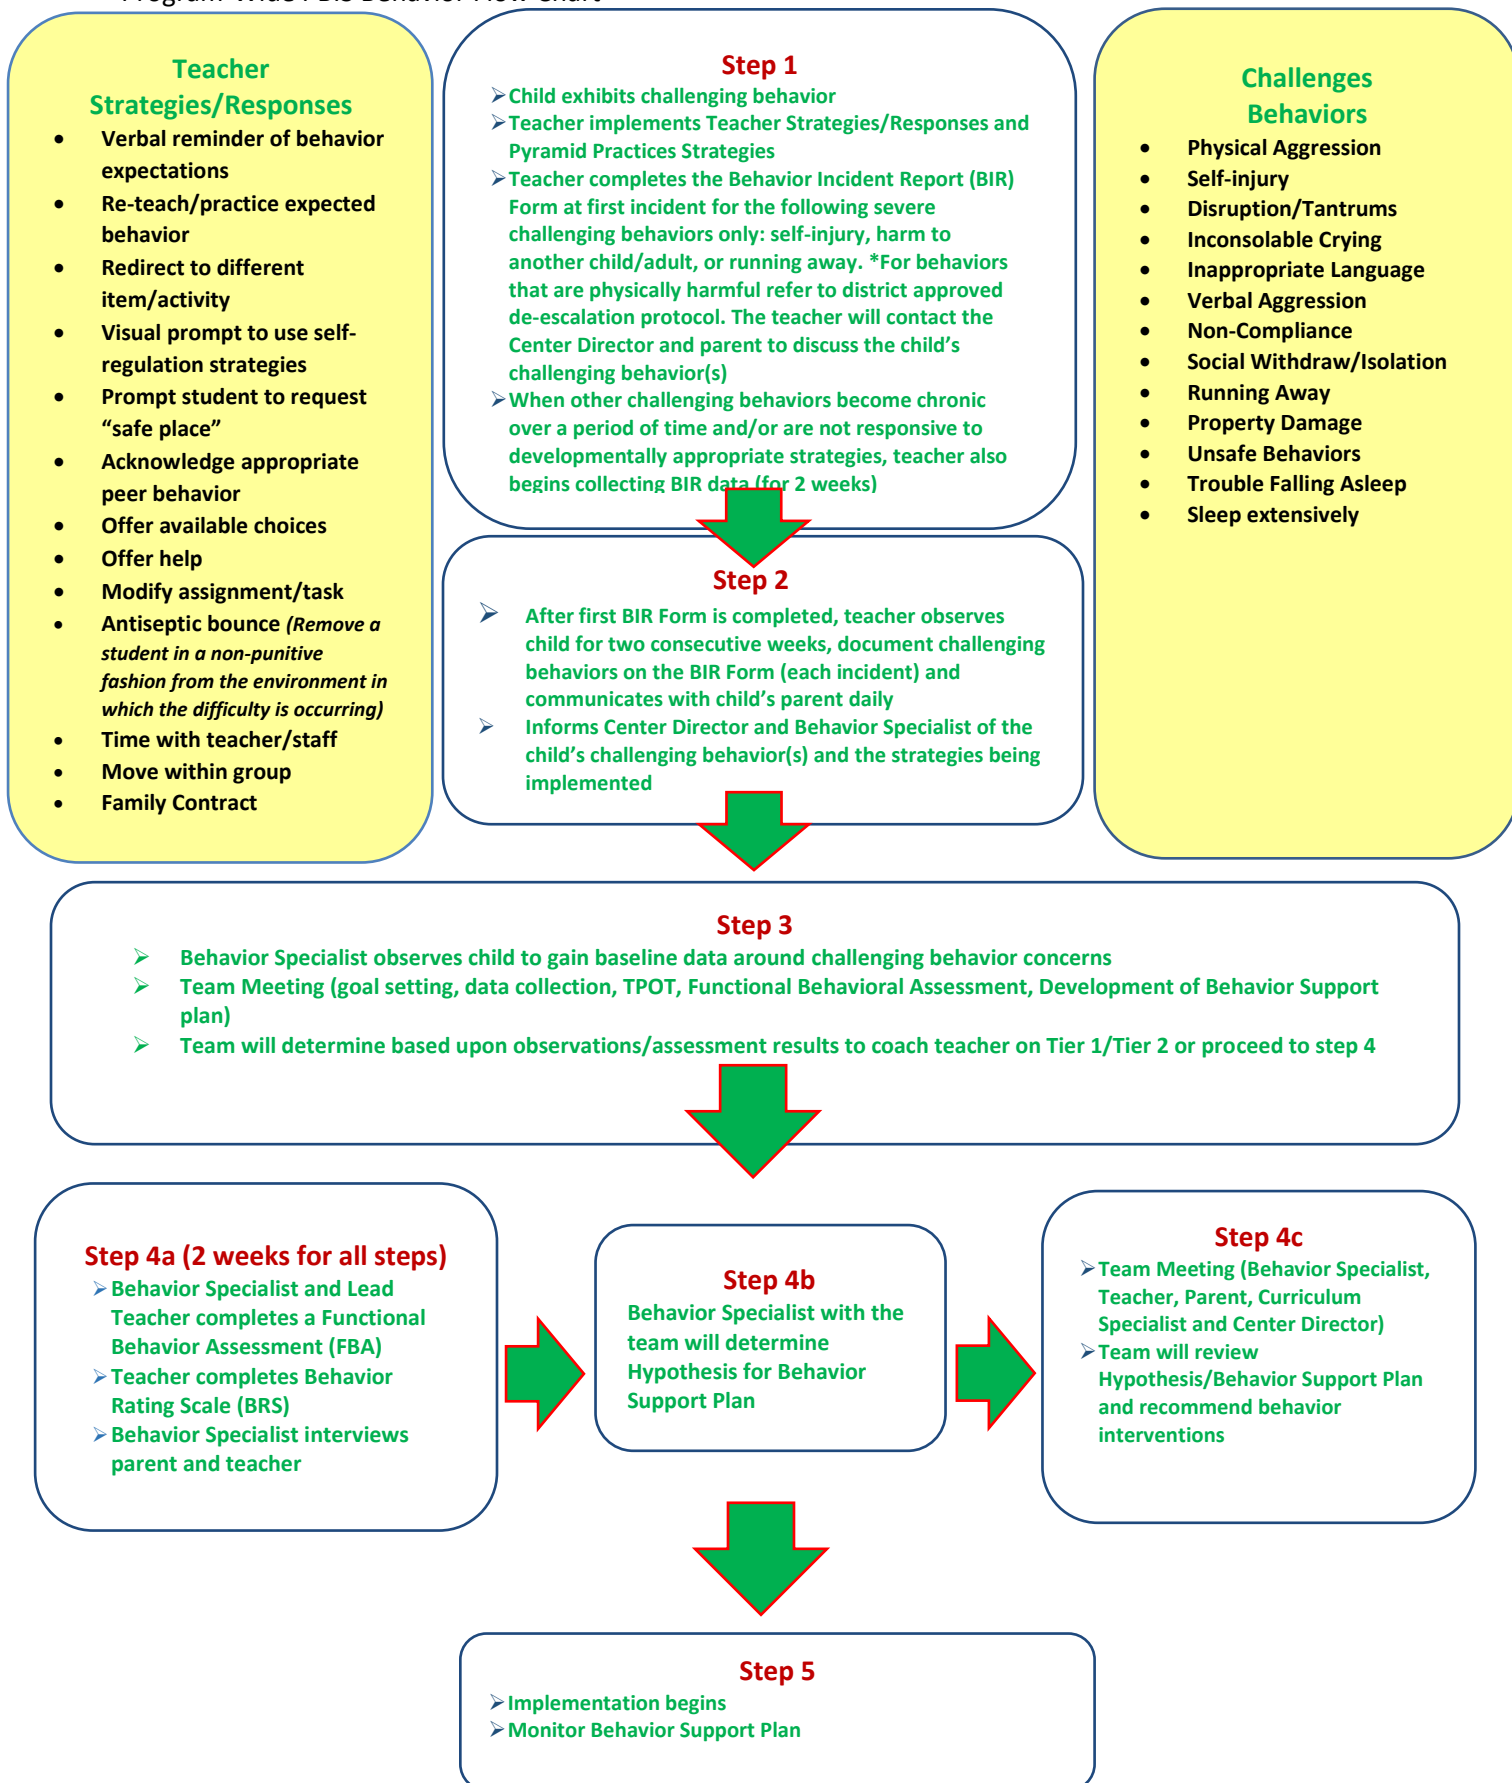 Program-Wide PBIS Behavior Flow Chart
Teacher
Strategies/Responses
• Verbal reminder of behavior
expectations
• Re-teach/practice expected
behavior
• Redirect to different
item/activity
• Visual prompt to use self-
regulation strategies
• Prompt student to request
“safe place”
• Acknowledge appropriate
peer behavior
• Offer available choices
• Offer help
• Modify assignment/task
• Antiseptic bounce (Remove a
student in a non-punitive
fashion from the environment in
which the difficulty is occurring)
• Time with teacher/staff
• Move within group
• Family Contract
Step 1
➢ Child exhibits challenging behavior
➢ Teacher implements Teacher Strategies/Responses and
Pyramid Practices Strategies
➢ Teacher completes the Behavior Incident Report (BIR)
Form at first incident for the following severe
challenging behaviors only: self-injury, harm to
another child/adult, or running away. *For behaviors
that are physically harmful refer to district approved
de-escalation protocol. The teacher will contact the
Center Director and parent to discuss the child’s
challenging behavior(s)
➢ When other challenging behaviors become chronic
over a period of time and/or are not responsive to
developmentally appropriate strategies, teacher also
begins collecting BIR data (for 2 weeks)
Challenges
Behaviors
• Physical Aggression
• Self-injury
• Disruption/Tantrums
• Inconsolable Crying
• Inappropriate Language
• Verbal Aggression
• Non-Compliance
• Social Withdraw/Isolation
• Running Away
• Property Damage
• Unsafe Behaviors
• Trouble Falling Asleep
• Sleep extensively
Step 2
➢ After first BIR Form is completed, teacher observes
child for two consecutive weeks, document challenging
behaviors on the BIR Form (each incident) and
communicates with child’s parent daily
➢ Informs Center Director and Behavior Specialist of the
child’s challenging behavior(s) and the strategies being
implemented
Step 3
➢ Behavior Specialist observes child to gain baseline data around challenging behavior concerns
➢ Team Meeting (goal setting, data collection, TPOT, Functional Behavioral Assessment, Development of Behavior Support
plan)
➢ Team will determine based upon observations/assessment results to coach teacher on Tier 1/Tier 2 or proceed to step 4
Step 4a (2 weeks for all steps)
➢ Behavior Specialist and Lead
Teacher completes a Functional
Behavior Assessment (FBA)
➢ Teacher completes Behavior
Rating Scale (BRS)
➢ Behavior Specialist interviews
parent and teacher
Step 4b
Behavior Specialist with the
team will determine
Hypothesis for Behavior
Support Plan
Step 4c
➢ Team Meeting (Behavior Specialist,
Teacher, Parent, Curriculum
Specialist and Center Director)
➢ Team will review
Hypothesis/Behavior Support Plan
and recommend behavior
interventions
Step 5
➢ Implementation begins
➢ Monitor Behavior Support Plan